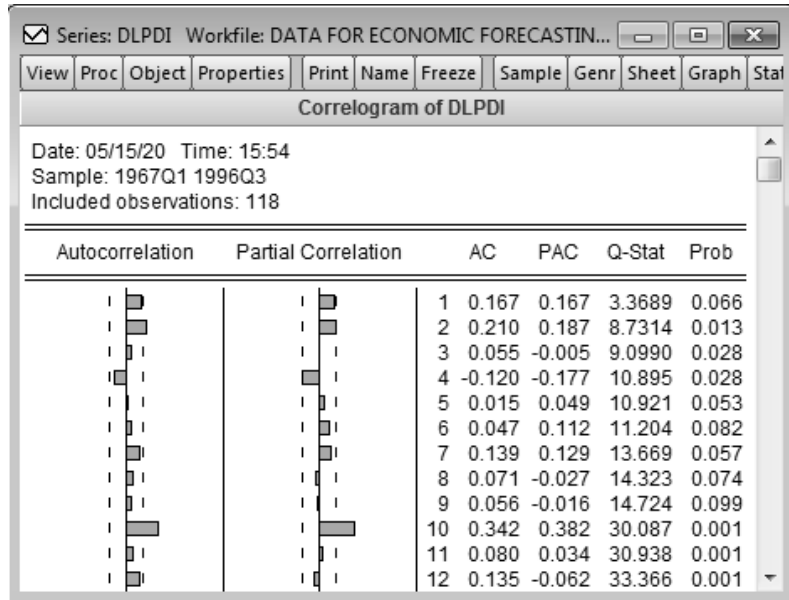 Series: DLPDI Workfile: DATA FOR ECONOMIC FORECASTIN...
View Proc Object Properties Print Name Freeze Sample Genr Sheet Graph Stat
Correlogram of DLPDI
Date: 05/15/20 Time: 15:54
Sample: 1967Q1 1996Q3
Included observations: 118
Autocorrelation Partial Correlation AC PAC Q-Stat Prob
1 0.167 0.167 3.3689 0.066
2 0.210 0.187 8.7314 0.013
3 0.055 -0.005 9.0990 0.028
4 -0.120 -0.177 10.895 0.028
5 0.015 0.049 10.921 0.053
6 0.047 0.112 11.204 0.082
7 0.139 0.129 13.669 0.057
8 0.071 -0.027 14.323 0.074
9 0.056 -0.016 14.724 0.099
10 0.342 0.382 30.087 0.001
11 0.080 0.034 30.938 0.001
12 0.135 -0.062 33.366 0.001